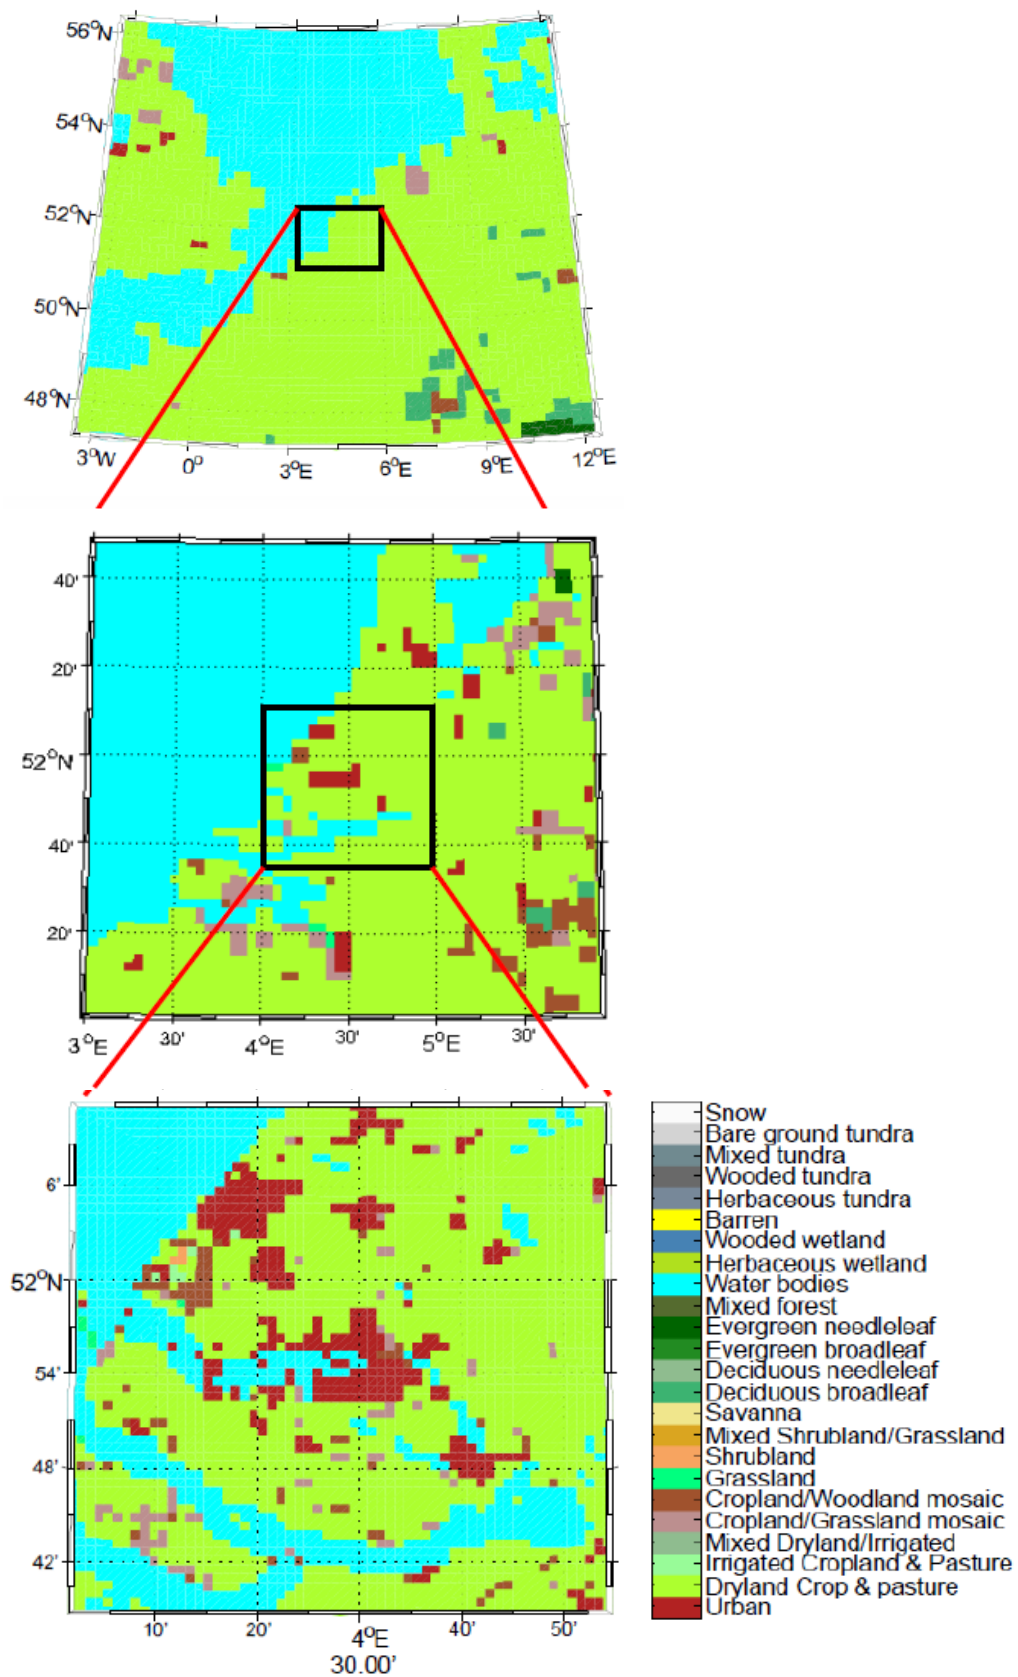 56°N
54°N
52°N
50°N
48°N
3°W 0° 3°E 6°E 9°E 12°E
40'
20'
52°N
40'
20'
3°E 30' 4°E 30' 5°E 30'
6'
52°N
54'
48'
42'
10' 20' 4°E 40' 50'
30.00'
Snow
Bare ground tundra
Mixed tundra
Wooded tundra
Herbaceous tundra
Barren
Wooded wetland
Herbaceous wetland
Water bodies
Mixed forest
Evergreen needleleaf
Evergreen broadleaf
Deciduous needleleaf
Deciduous broadleaf
Savanna
Mixed Shrubland/Grassland
Shrubland
Grassland
Cropland/Woodland mosaic
Cropland/Grassland mosaic
Mixed Dryland/Irrigated
Irrigated Cropland & Pasture
Dryland Crop & pasture
Urban